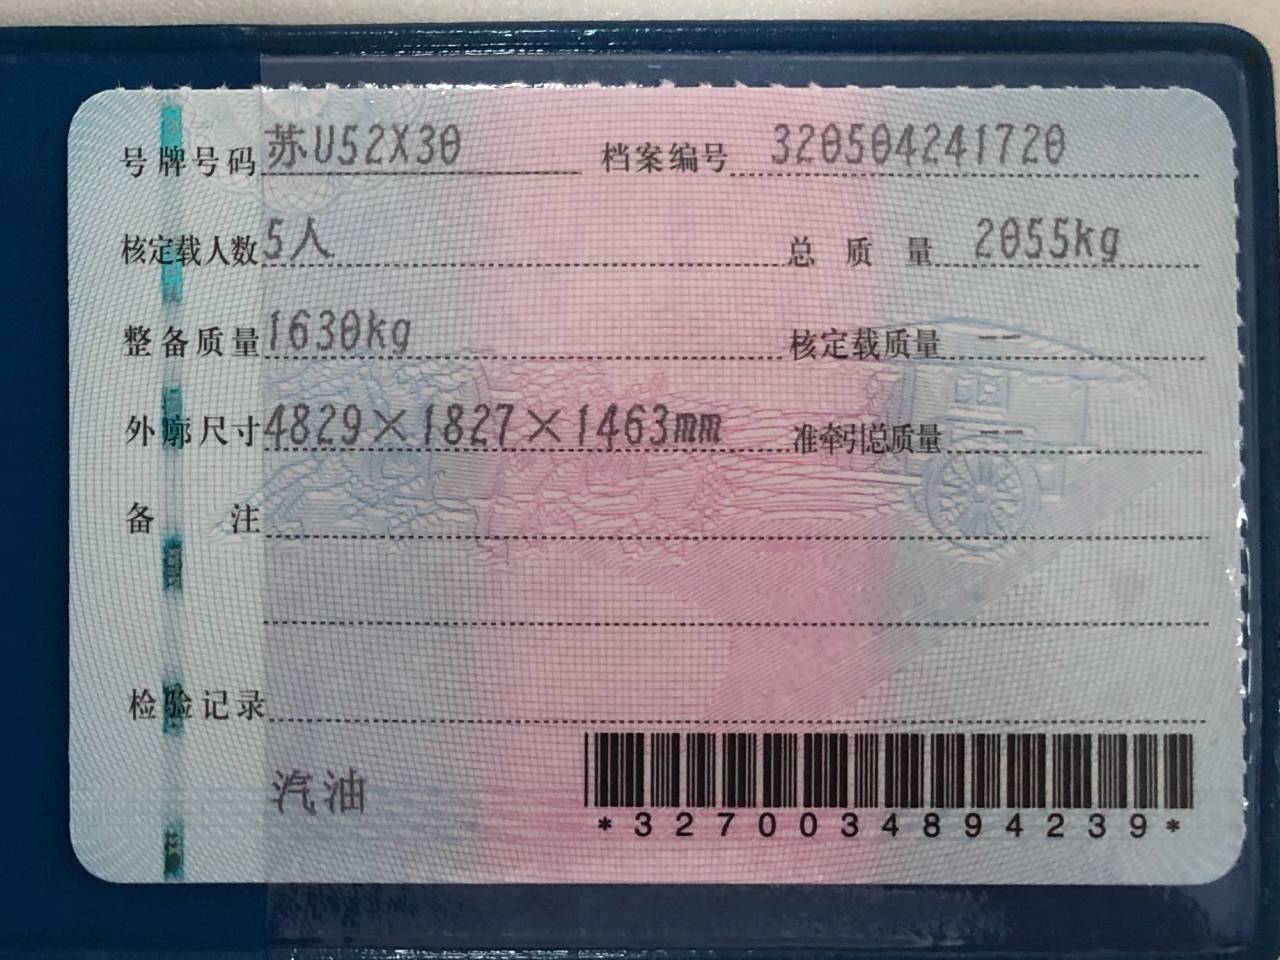 号牌号码 苏U52X30 档案编号 320504241720
核定载人数 5人 总质量 2055kg
整备质量 1630kg 核定载质量 --
外廓尺寸 4829×1827×1463mm 准牵引总质量 --
备注
检验记录
汽油
*3270034894239*